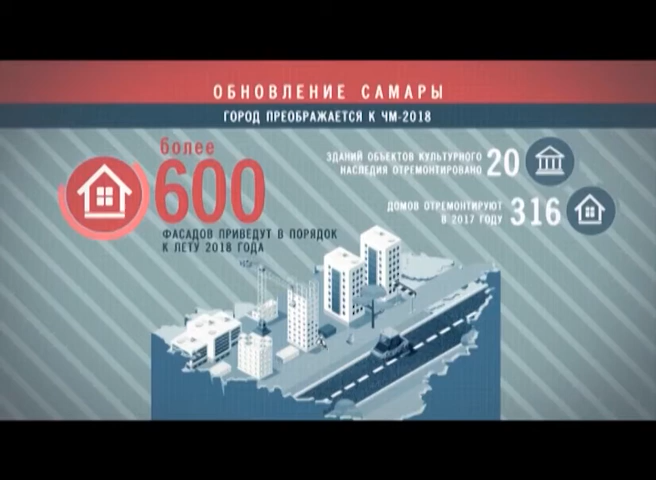 ОБНОВЛЕНИЕ САМАРЫ
ГОРОД ПРЕОБРАЖАЕТСЯ К ЧМ-2018
более
600
ФАСАДОВ ПРИВЕДУТ В ПОРЯДОК
К ЛЕТУ 2018 ГОДА
ЗДАНИЙ ОБЪЕКТОВ КУЛЬТУРНОГО
НАСЛЕДИЯ ОТРЕМОНТИРОВАНО
20
ДОМОВ ОТРЕМОНТИРУЮТ
В 2017 ГОДУ
316